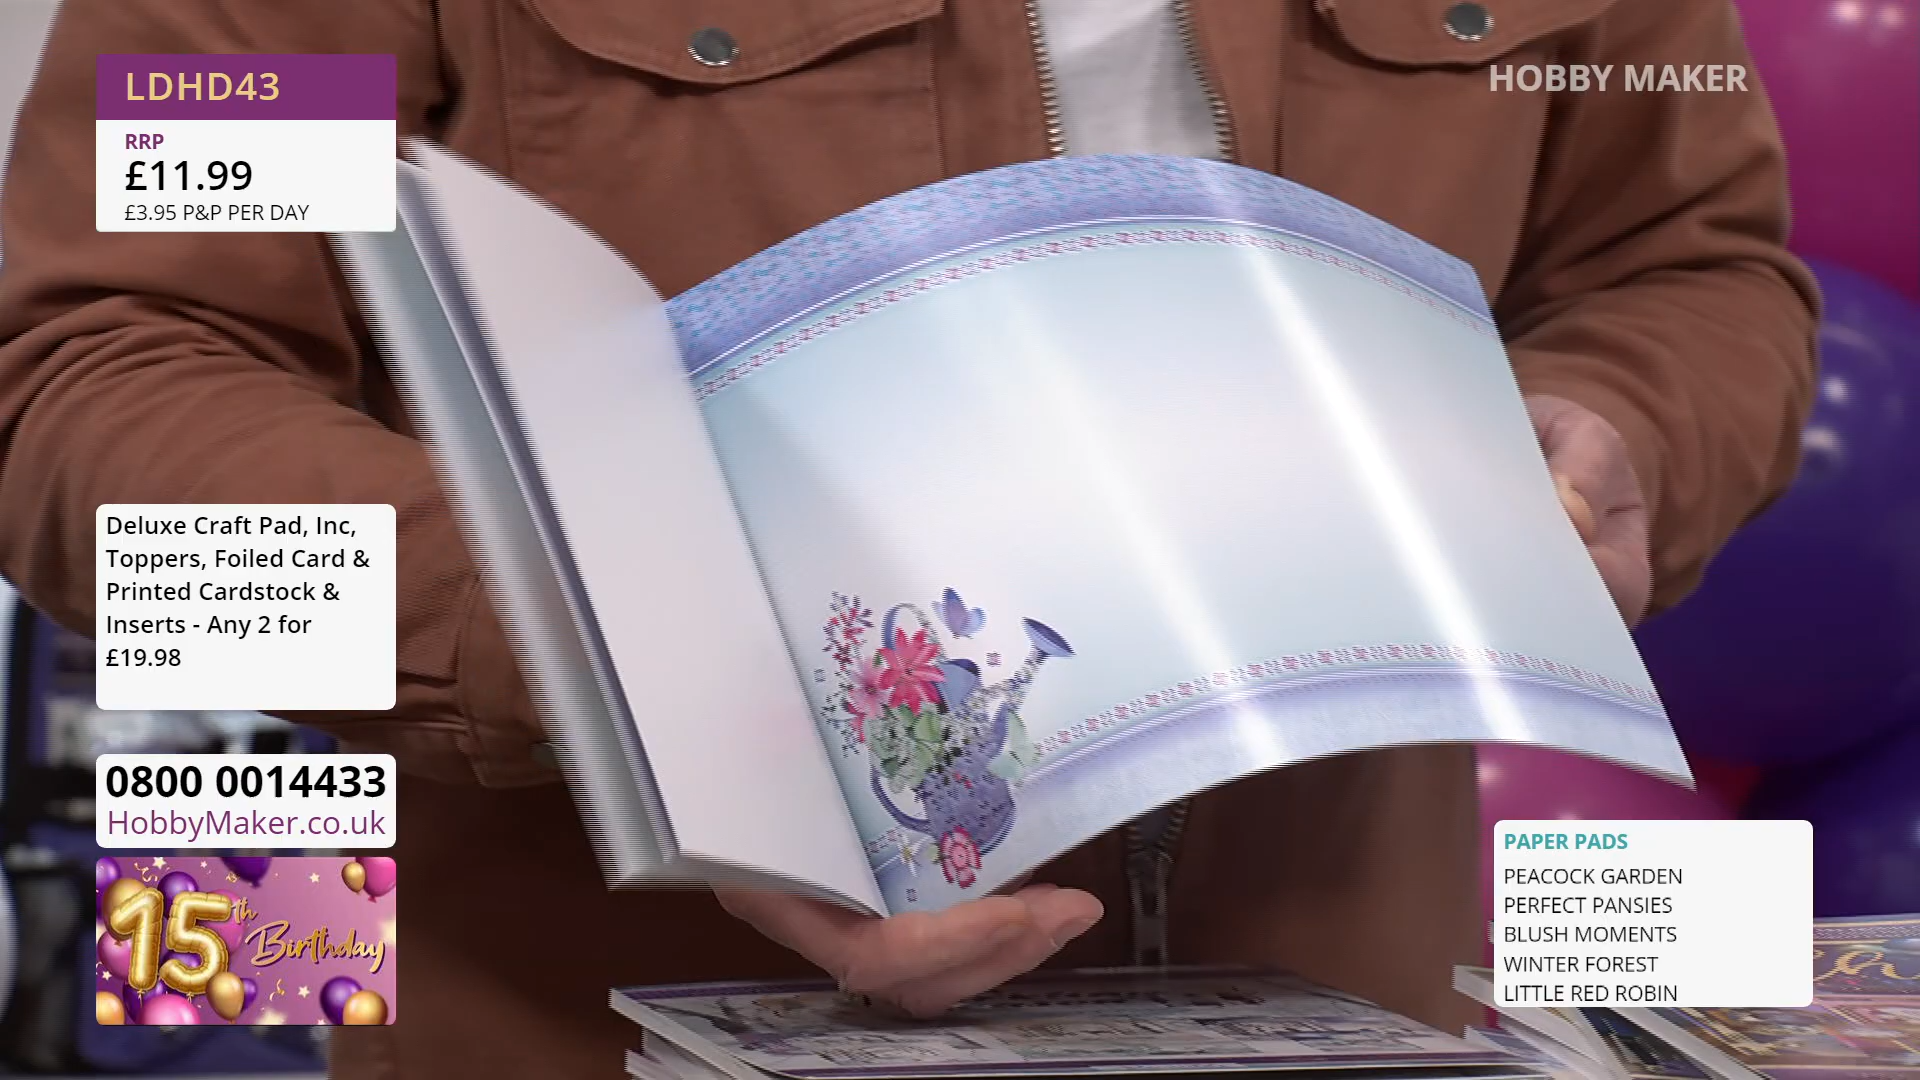 LDHD43
RRP
£11.99
£3.95 P&P PER DAY
HOBBY MAKER
Deluxe Craft Pad, Inc,
Toppers, Foiled Card &
Printed Cardstock &
Inserts - Any 2 for
£19.98
0800 0014433
HobbyMaker.co.uk
15th
Birthday
PAPER PADS
PEACOCK GARDEN
PERFECT PANSIES
BLUSH MOMENTS
WINTER FOREST
LITTLE RED ROBIN